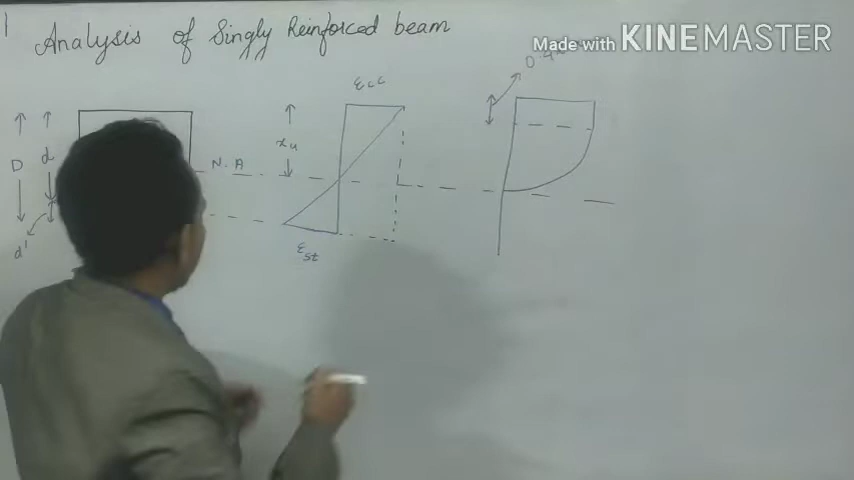 Analysis of Singly Reinforced beam
Made with KINEMASTER
εcc
D
d
xu
N.A
d'
εst